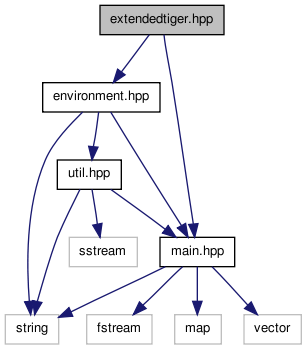 extendedtiger.hpp
environment.hpp
util.hpp
sstream
main.hpp
string
fstream
map
vector